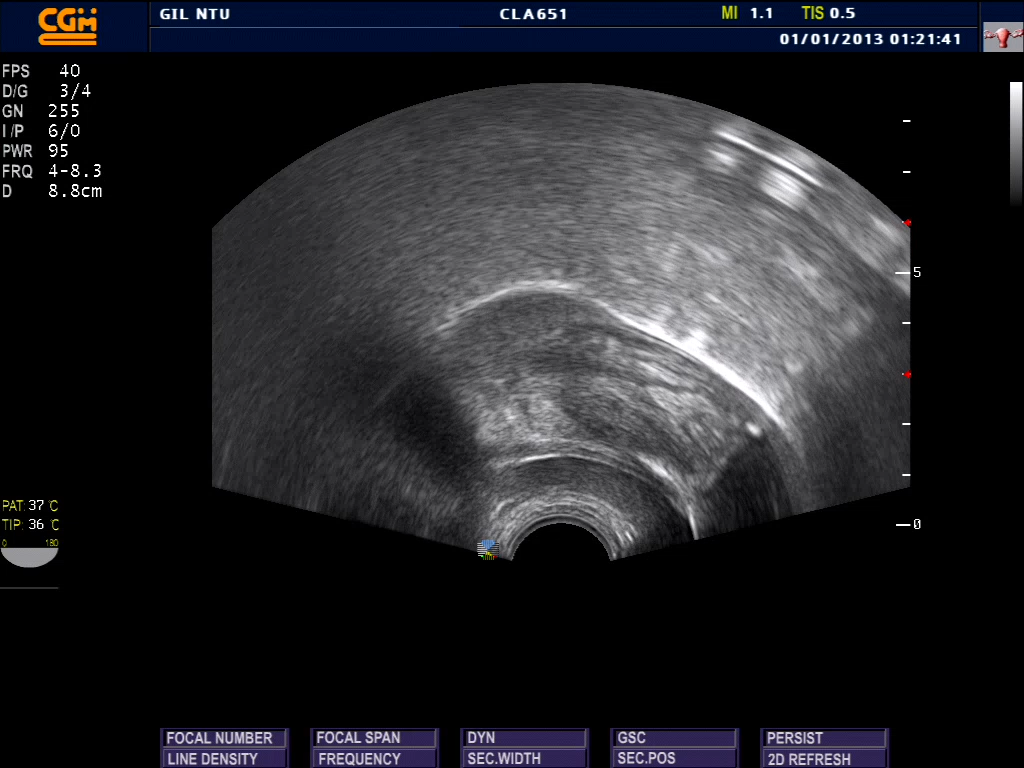 CGM
GIL NTU CLA651 MI 1.1 TIS 0.5
01/01/2013 01:21:41
FPS 40
D/G 3/4
GN 255
I/P 6/0
PWR 95
FRQ 4-8.3
D 8.8cm
5
PAT: 37 °C
TIP: 36 °C
0 180
0
FOCAL NUMBER FOCAL SPAN DYN GSC PERSIST
LINE DENSITY FREQUENCY SEC.WIDTH SEC.POS 2D REFRESH